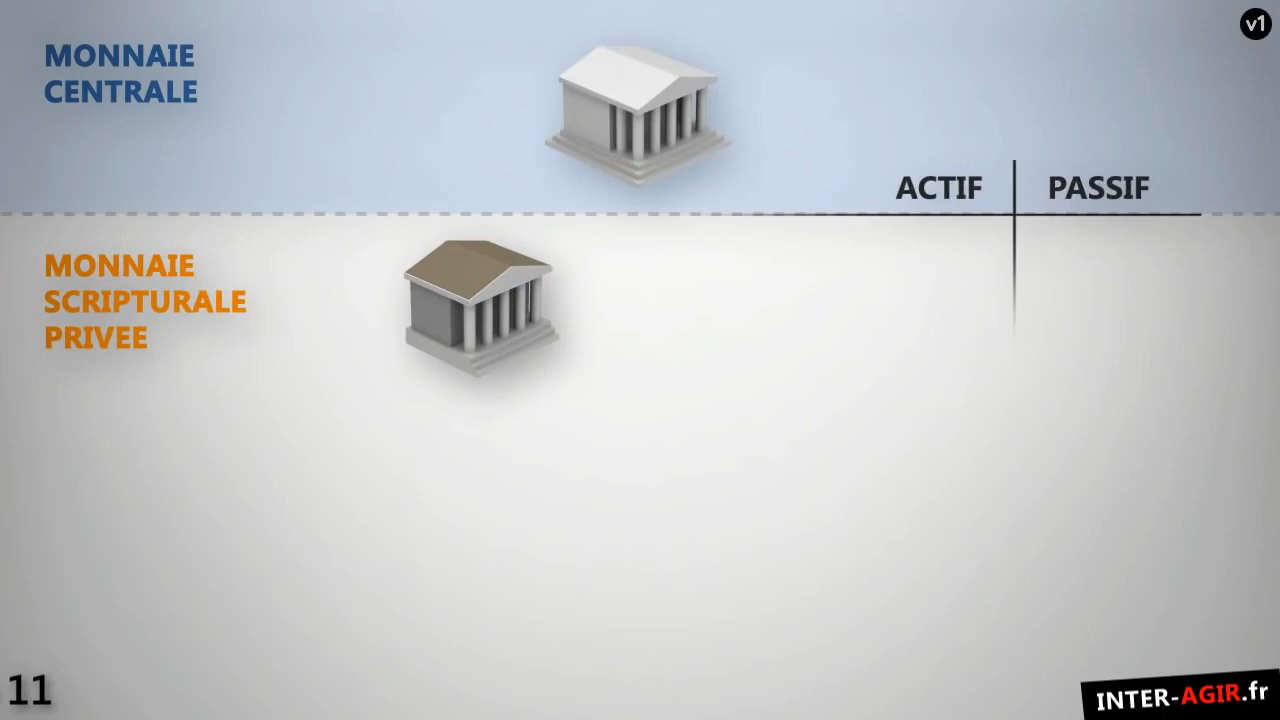 v1
MONNAIE
CENTRALE
ACTIF
PASSIF
MONNAIE
SCRIPTURALE
PRIVEE
11
INTER-AGIR.fr